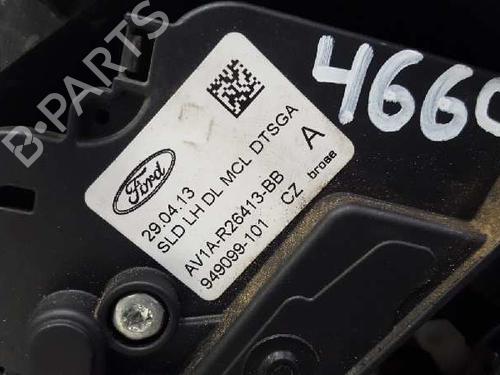 B-PARTS
4660
Ford
29.04.13
SLD LH DL MCL DTSGA
AV1A-R26413-BB A
949099-101 CZ brose